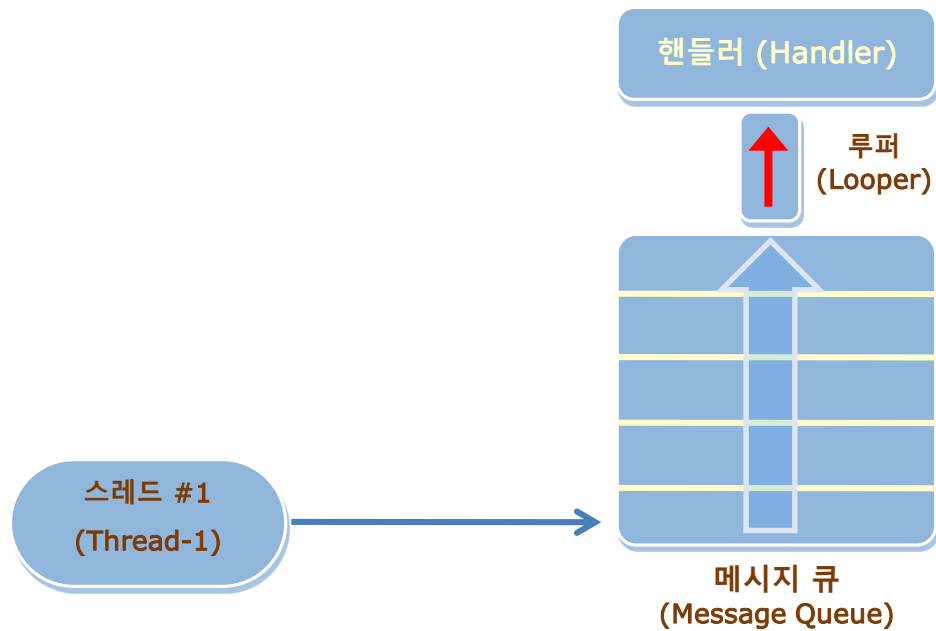 핸들러 (Handler)
루퍼
(Looper)
스레드 #1
(Thread-1)
메시지 큐
(Message Queue)